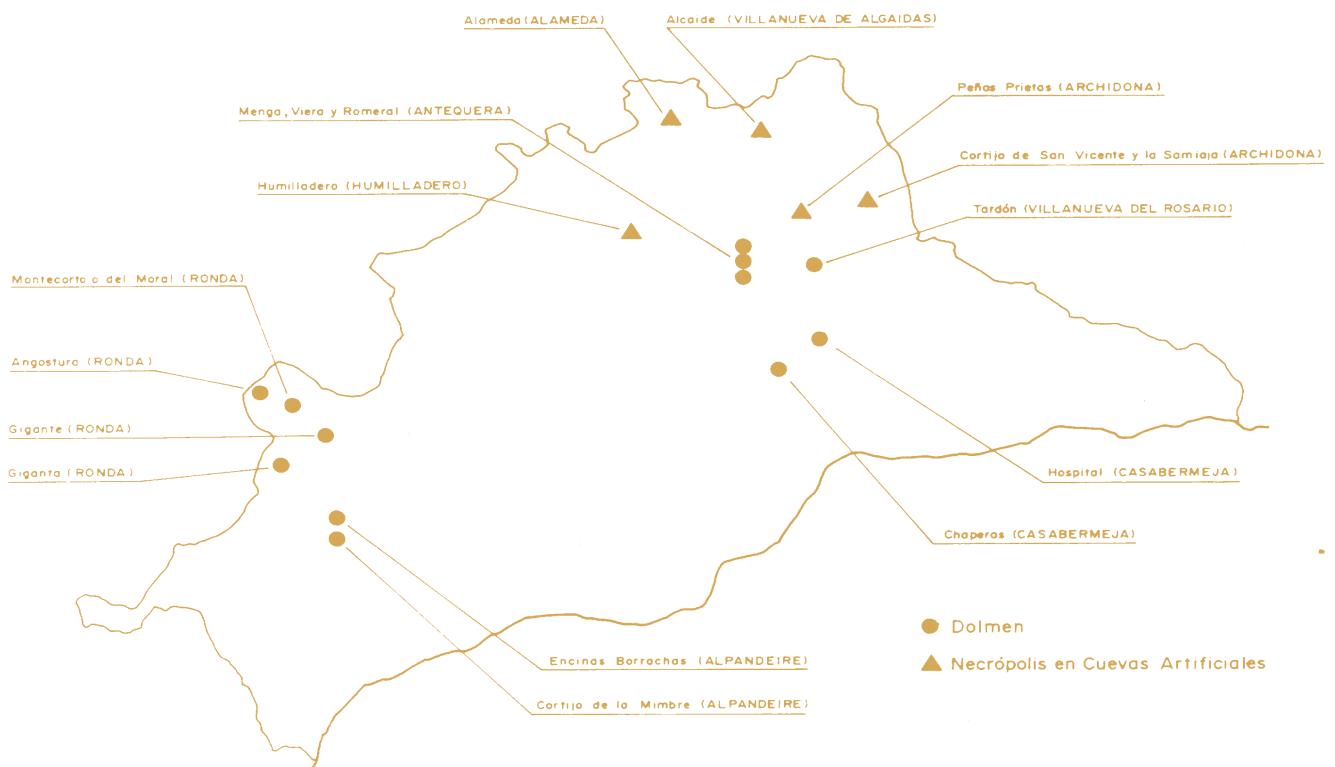 Alameda (ALAMEDA)
Alcaide (VILLANUEVA DE ALGAIDAS)
Peñas Prietas (ARCHIDONA)
Menga, Viera y Romeral (ANTEQUERA)
Cortijo de San Vicente y la Samiaja (ARCHIDONA)
Humilladero (HUMILLADERO)
Tardón (VILLANUEVA DEL ROSARIO)
Montecorto o del Moral (RONDA)
Angostura (RONDA)
Gigante (RONDA)
Giganta (RONDA)
Hospital (CASABERMEJA)
Chaperas (CASABERMEJA)
Dolmen
Necrópolis en Cuevas Artificiales
Encinas Borrachas (ALPANDEIRE)
Cortijo de la Mimbre (ALPANDEIRE)